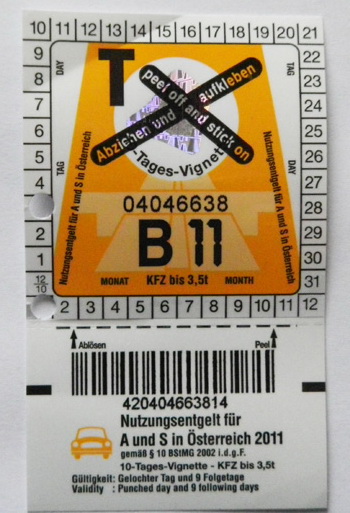 10 11 12 13 14 15 16 17 18 19 20 21
9 DAY TAG 22
8 T 23
7 24
6 25
5 26
4 27
3 28
2 29
1 30
12/10 31
2 3 4 5 6 7 8 9 10 11 12
peel off and stick on
Abziehen und aufkleben
-Tages-Vignette
TAG DAY
Nutzungsentgelt für A und S in Österreich
Nutzungsentgelt für A und S in Österreich
04046638
B 11
MONAT KFZ bis 3,5t MONTH
Ablösen Peel
420404663814
Nutzungsentgelt für
A und S in Österreich 2011
gemäß § 10 BStMG 2002 i.d.g.F.
10-Tages-Vignette - KFZ bis 3,5t
Gültigkeit: Gelochter Tag und 9 Folgetage
Validity : Punched day and 9 following days